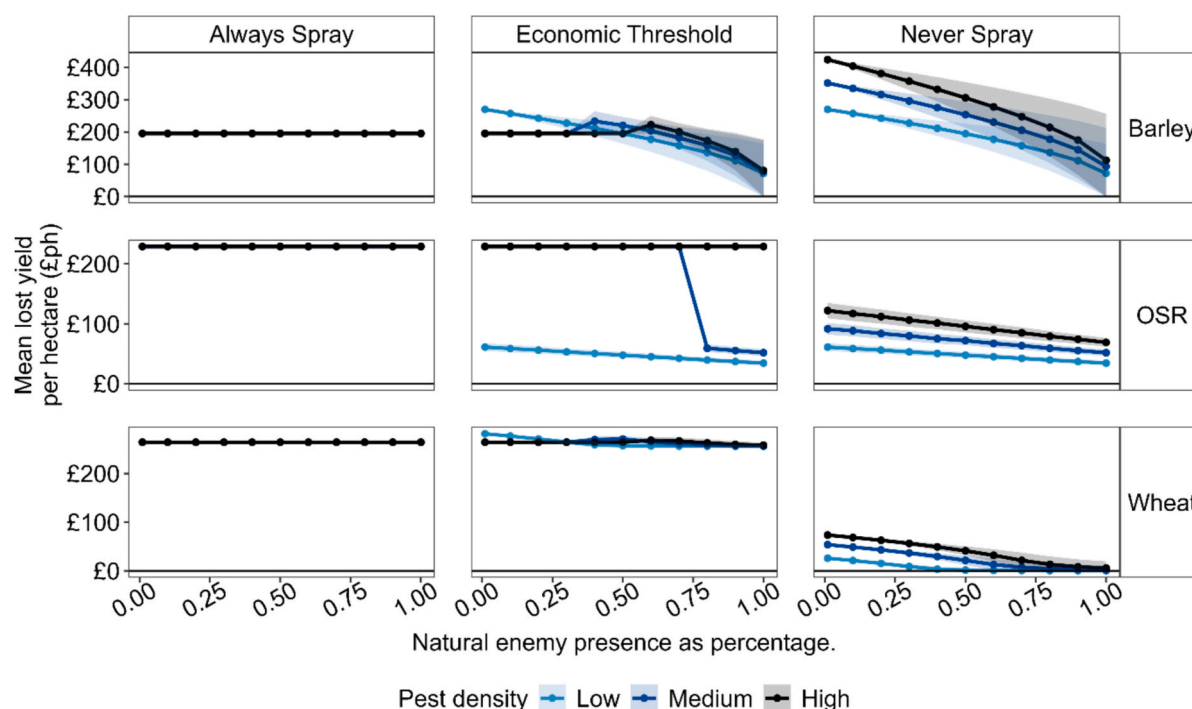 Always Spray
Economic Threshold
Never Spray
£400
£300
£200
£100
£0
Barley
£200
£100
£0
OSR
£200
£100
£0
Wheat
Mean lost yield
per hectare (£ph)
0.00 0.25 0.50 0.75 1.00
0.00 0.25 0.50 0.75 1.00
0.00 0.25 0.50 0.75 1.00
Natural enemy presence as percentage.
Pest density Low Medium High